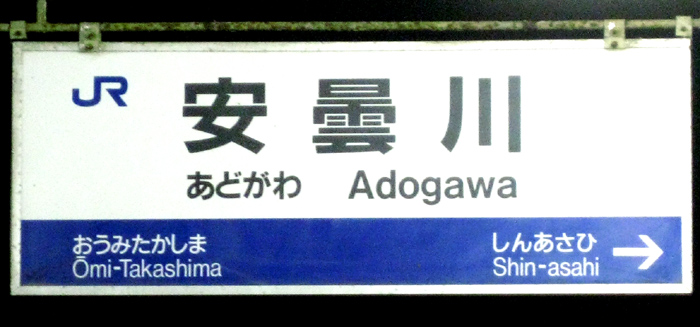 JR
安曇川
あどがわ Adogawa
おうみたかしま
Ōmi-Takashima
しんあさひ
Shin-asahi